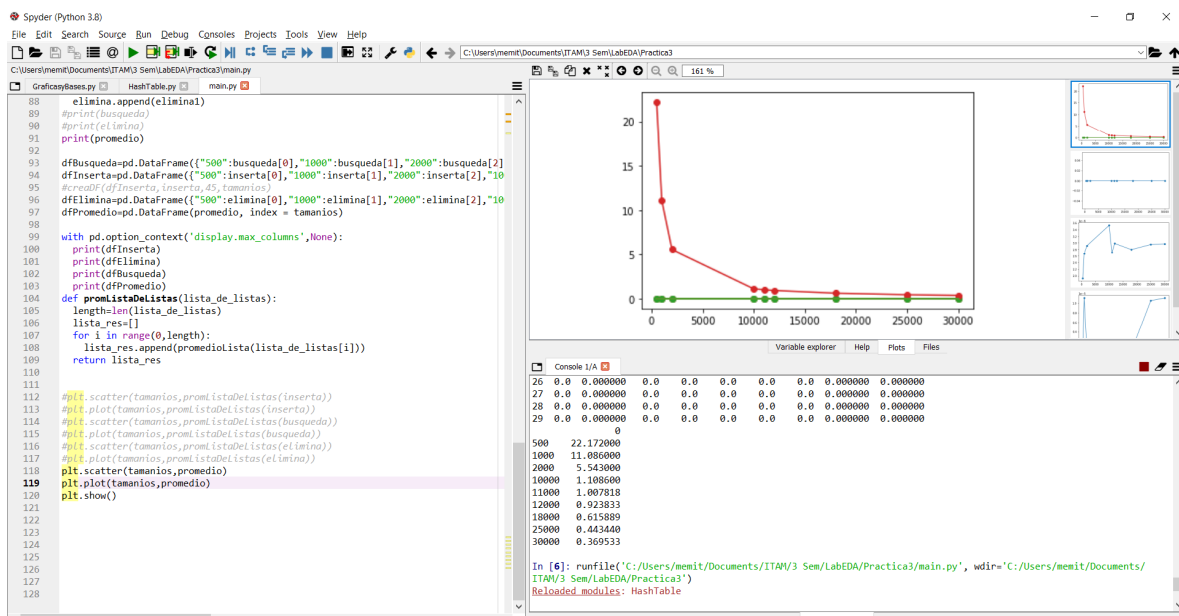 Spyder (Python 3.8)
File Edit Search Source Run Debug Consoles Projects Tools View Help
C:\Users\memit\Documents\ITAM\3 Sem\LabEDA\Practica3
C:\Users\memit\Documents\ITAM\3 Sem\LabEDA\Practica3\main.py
GraficasyBases.py HashTable.py main.py
88 elimina.append(elimina1)
89 #print(busqueda)
90 #print(elimina)
91 print(promedio)
92
93 dfBusqueda=pd.DataFrame({"500":busqueda[0],"1000":busqueda[1],"2000":busqueda[2]
94 dfInserta=pd.DataFrame({"500":inserta[0],"1000":inserta[1],"2000":inserta[2],"10
95 #creaDF(dfInserta,inserta,45,tamanios)
96 dfElimina=pd.DataFrame({"500":elimina[0],"1000":elimina[1],"2000":elimina[2],"10
97 dfPromedio=pd.DataFrame(promedio, index = tamanios)
98
99 with pd.option_context('display.max_columns',None):
100 print(dfInserta)
101 print(dfElimina)
102 print(dfBusqueda)
103 print(dfPromedio)
104 def promListaDeListas(lista_de_listas):
105 length=len(lista_de_listas)
106 lista_res=[]
107 for i in range(0,length):
108 lista_res.append(promedioLista(lista_de_listas[i]))
109 return lista_res
110
111
112 #plt.scatter(tamanios,promListaDeListas(inserta))
113 #plt.plot(tamanios,promListaDeListas(inserta))
114 #plt.scatter(tamanios,promListaDeListas(busqueda))
115 #plt.plot(tamanios,promListaDeListas(busqueda))
116 #plt.scatter(tamanios,promListaDeListas(elimina))
117 #plt.plot(tamanios,promListaDeListas(elimina))
118 plt.scatter(tamanios,promedio)
119 plt.plot(tamanios,promedio)
120 plt.show()
121
122
123
124
125
126
127
128
161 %
20
15
10
5
0
0 5000 10000 15000 20000 25000 30000
Variable explorer Help Plots Files
Console 1/A
26 0.0 0.000000 0.0 0.0 0.0 0.0 0.0 0.000000 0.000000
27 0.0 0.000000 0.0 0.0 0.0 0.0 0.0 0.000000 0.000000
28 0.0 0.000000 0.0 0.0 0.0 0.0 0.0 0.000000 0.000000
29 0.0 0.000000 0.0 0.0 0.0 0.0 0.0 0.000000 0.000000
0
500 22.172000
1000 11.086000
2000 5.543000
10000 1.108600
11000 1.007818
12000 0.923833
18000 0.615889
25000 0.443440
30000 0.369533
In [6]: runfile('C:/Users/memit/Documents/ITAM/3 Sem/LabEDA/Practica3/main.py', wdir='C:/Users/memit/Documents/
ITAM/3 Sem/LabEDA/Practica3')
Reloaded modules: HashTable